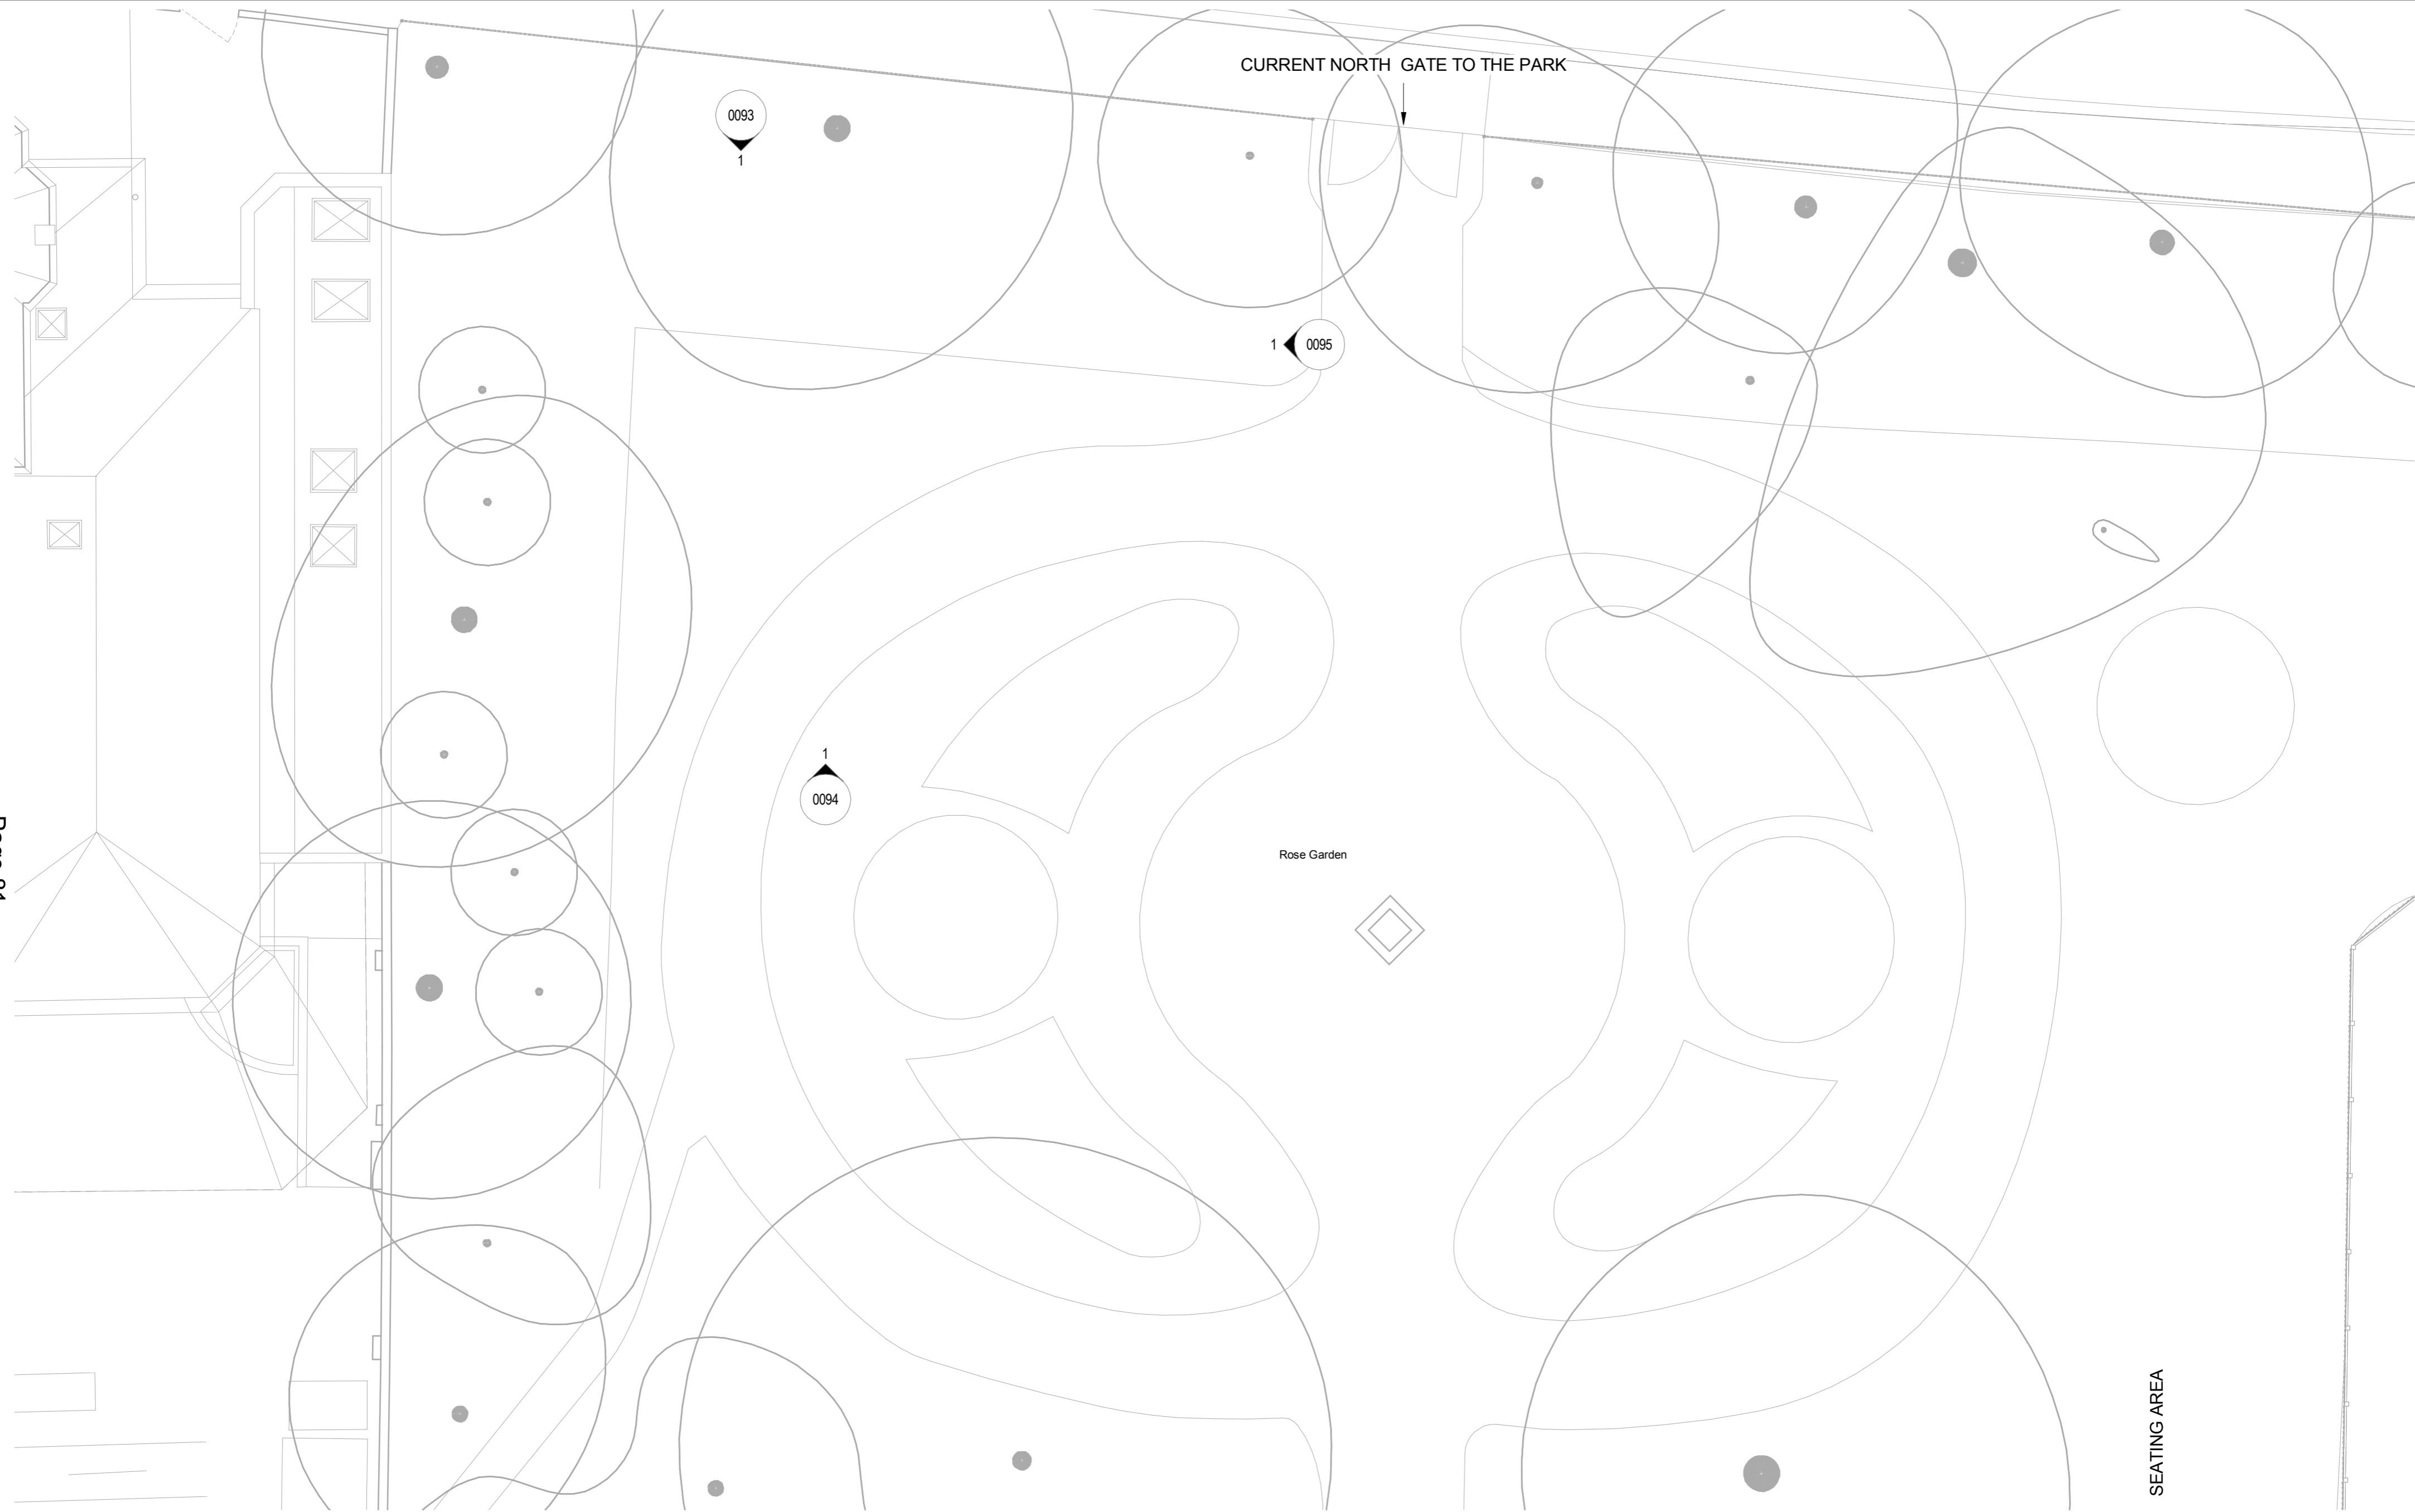 CURRENT NORTH GATE TO THE PARK
0093
1
1 0095
1
0094
Rose Garden
SEATING AREA